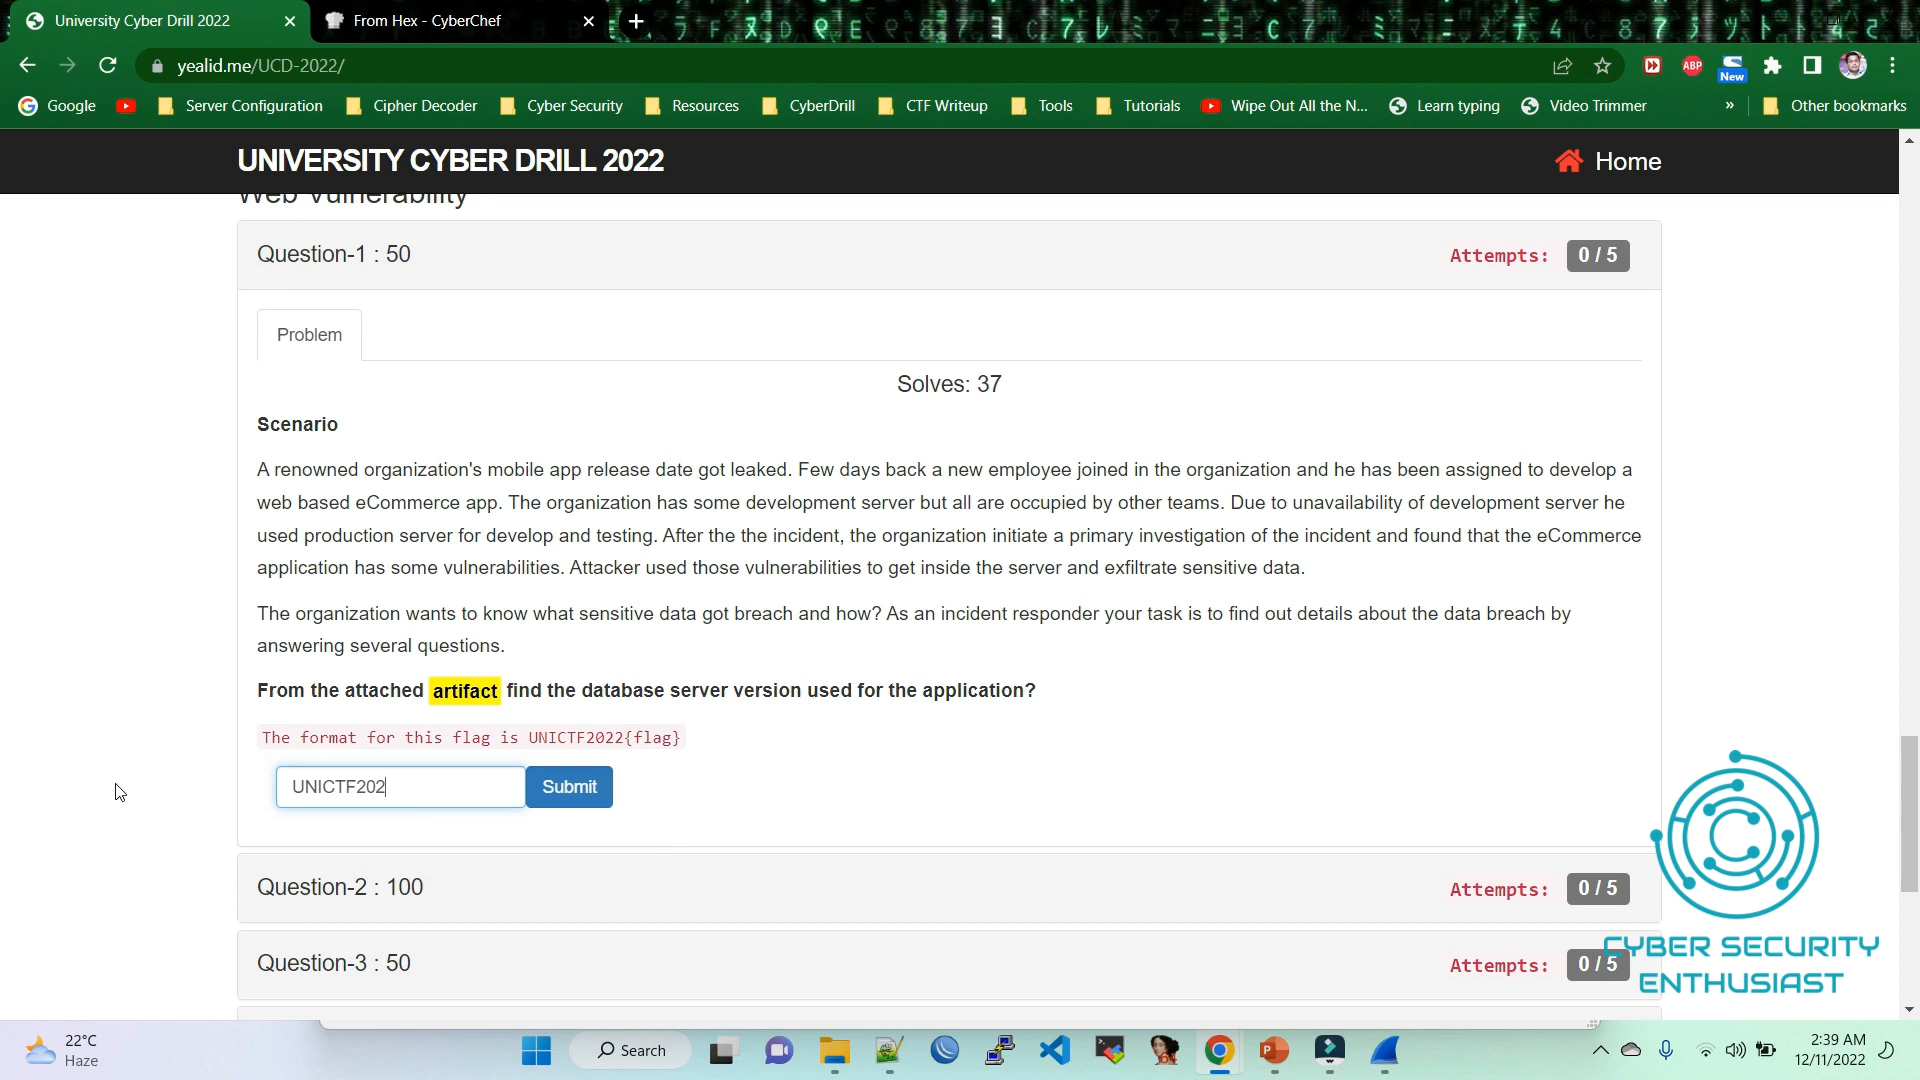 University Cyber Drill 2022
From Hex - CyberChef
yealid.me/UCD-2022/
ABP
New
Google
Server Configuration
Cipher Decoder
Cyber Security
Resources
CyberDrill
CTF Writeup
Tools
Tutorials
Wipe Out All the N...
Learn typing
Video Trimmer
»
Other bookmarks
UNIVERSITY CYBER DRILL 2022
Home
Web Vulnerability
Question-1 : 50
Attempts: 0 / 5
Problem
Solves: 37
Scenario
A renowned organization's mobile app release date got leaked. Few days back a new employee joined in the organization and he has been assigned to develop a
web based eCommerce app. The organization has some development server but all are occupied by other teams. Due to unavailability of development server he
used production server for develop and testing. After the the incident, the organization initiate a primary investigation of the incident and found that the eCommerce
application has some vulnerabilities. Attacker used those vulnerabilities to get inside the server and exfiltrate sensitive data.
The organization wants to know what sensitive data got breach and how? As an incident responder your task is to find out details about the data breach by
answering several questions.
From the attached artifact find the database server version used for the application?
The format for this flag is UNICTF2022{flag}
UNICTF202
Submit
Question-2 : 100
Attempts: 0 / 5
Question-3 : 50
Attempts: 0 / 5
CYBER SECURITY
ENTHUSIAST
22°C
Haze
Search
2:39 AM
12/11/2022